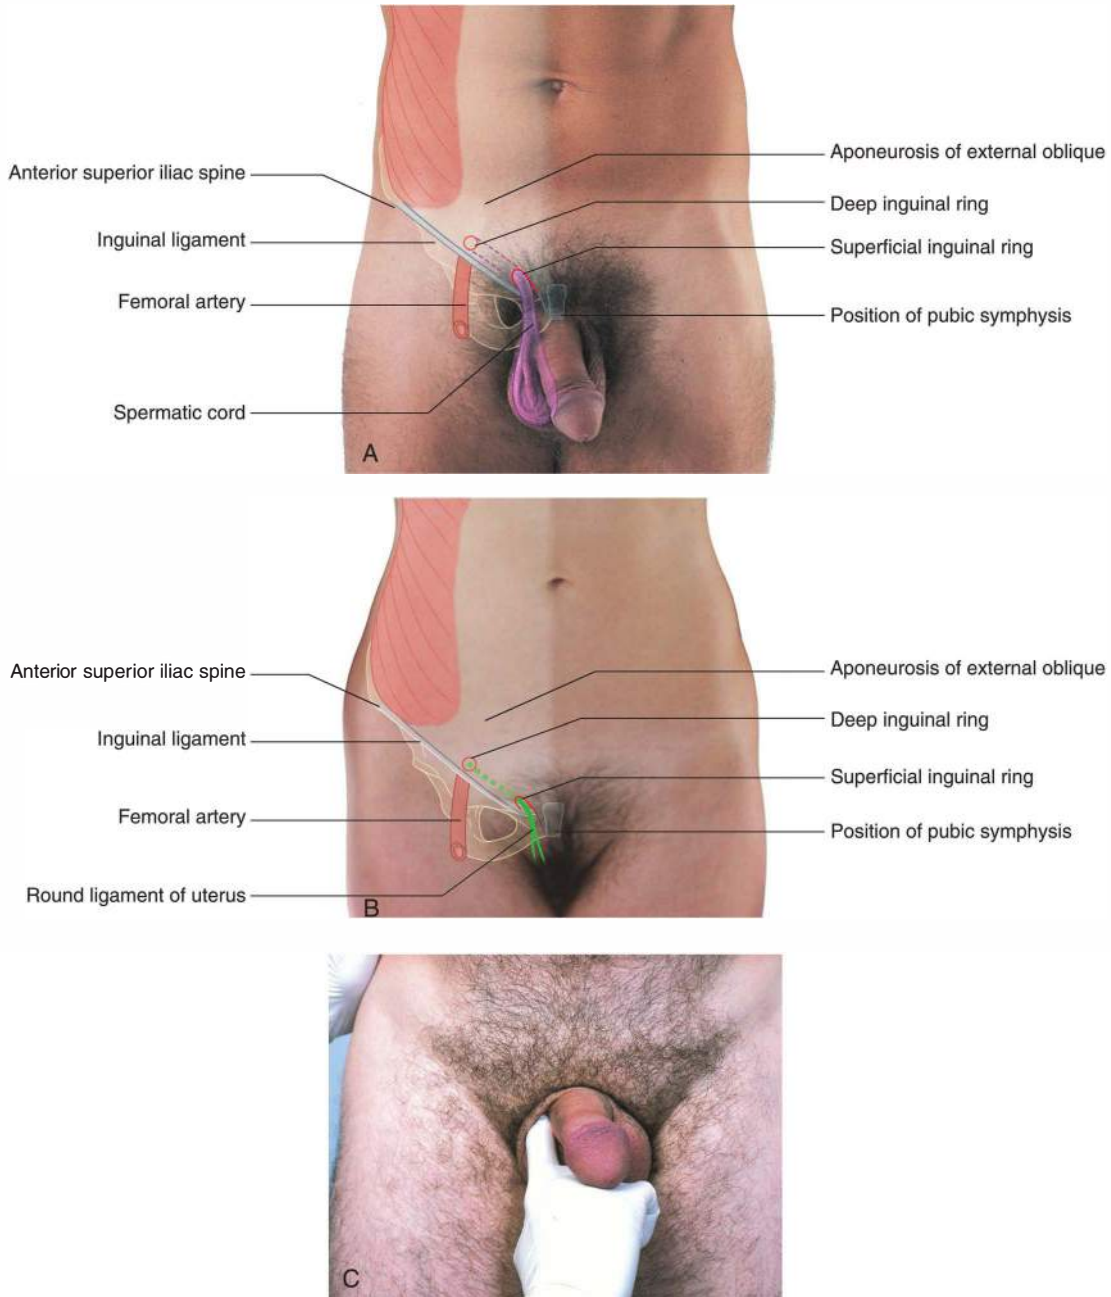 Anterior superior iliac spine
Inguinal ligament
Femoral artery
Spermatic cord
Aponeurosis of external oblique
Deep inguinal ring
Superficial inguinal ring
Position of pubic symphysis
A
Anterior superior iliac spine
Inguinal ligament
Femoral artery
Round ligament of uterus
Aponeurosis of external oblique
Deep inguinal ring
Superficial inguinal ring
Position of pubic symphysis
B
C